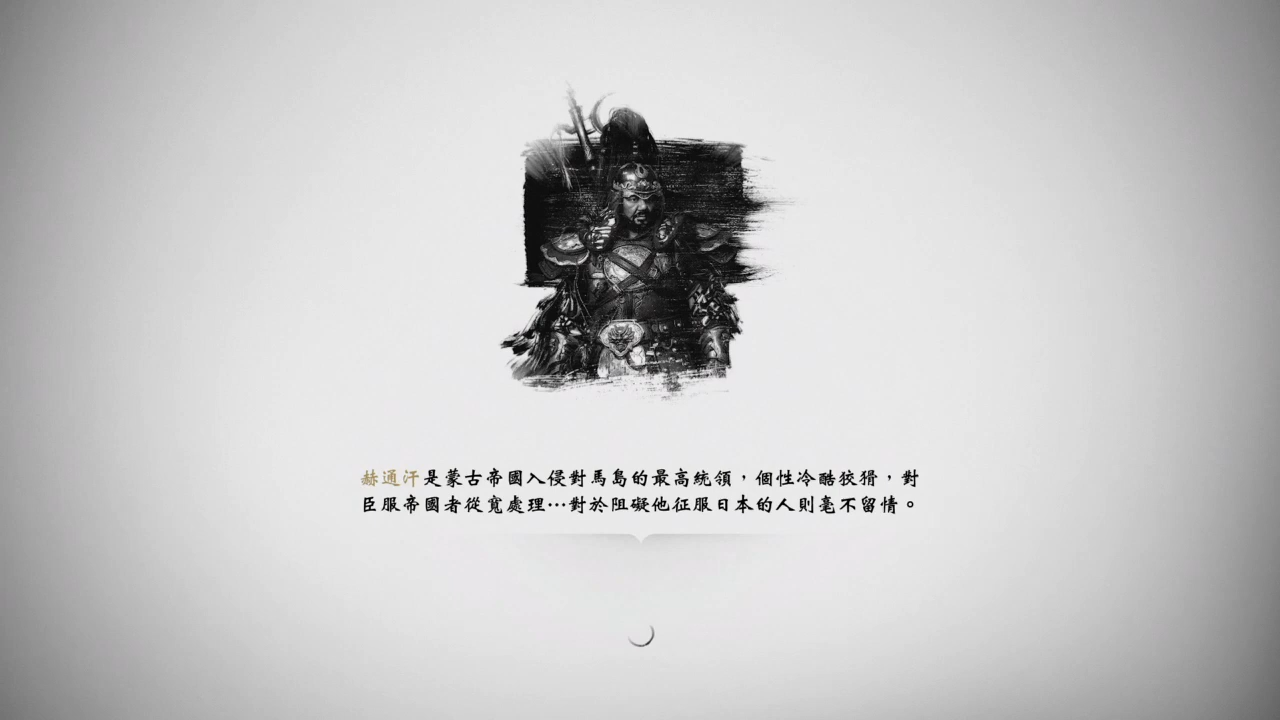 赫通汗是蒙古帝國入侵對馬島的最高統領，個性冷酷狡猾，對
臣服帝國者從寬處理…對於阻礙他征服日本的人則毫不留情。